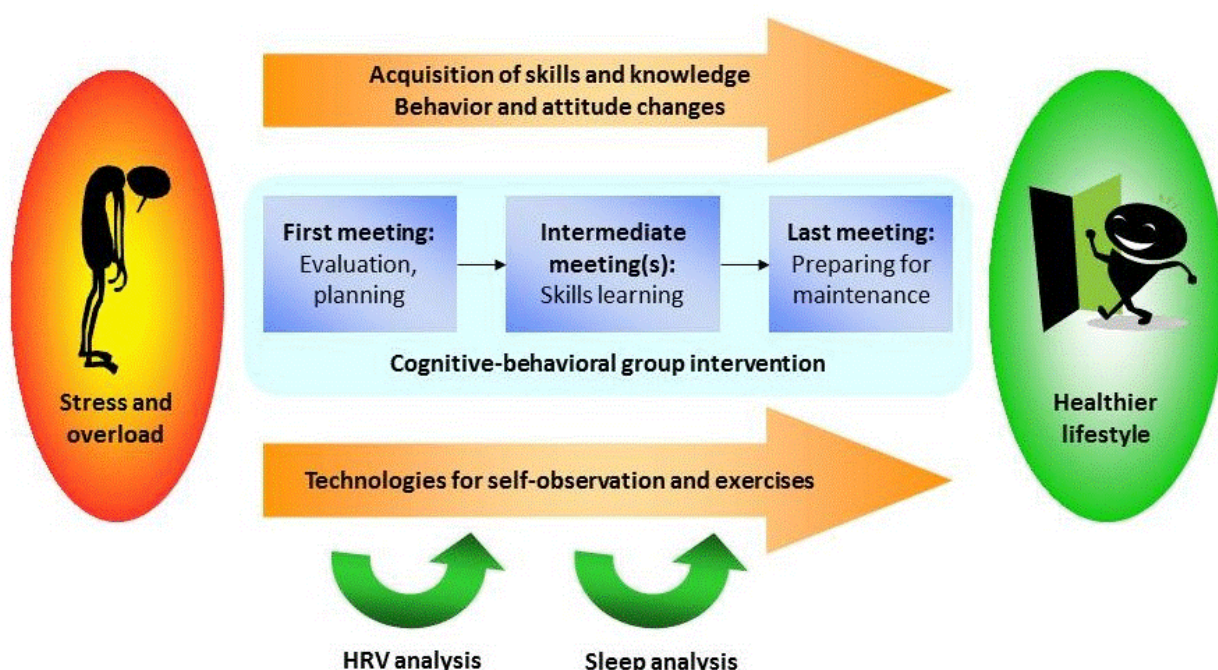 Acquisition of skills and knowledge
Behavior and attitude changes
Stress and
overload
First meeting:
Evaluation,
planning
Intermediate
meeting(s):
Skills learning
Last meeting:
Preparing for
maintenance
Cognitive-behavioral group intervention
Healthier
lifestyle
Technologies for self-observation and exercises
HRV analysis
Sleep analysis